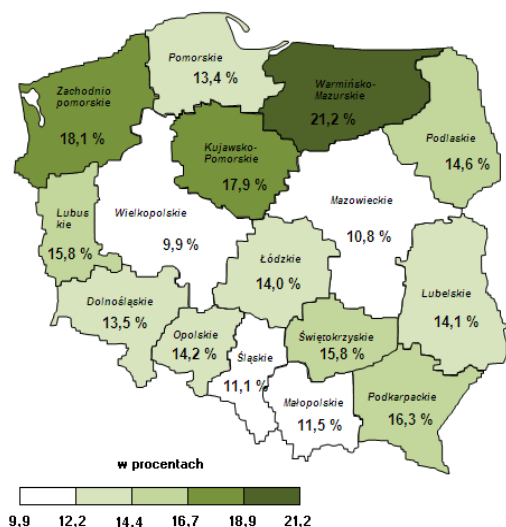 Pomorskie
13,4 %
Warmińsko-
Mazurskie
21,2 %
Zachodnio
pomorskie
18,1 %
Podlaskie
14,6 %
Kujawsko-
Pomorskie
17,9 %
Lubus
kie
15,8 %
Wielkopolskie
9,9 %
Mazowieckie
10,8 %
Łódzkie
14,0 %
Lubelskie
14,1 %
Dolnośląskie
13,5 %
Opolskie
14,2 %
Śląskie
11,1 %
Świętokrzyskie
15,8 %
Małopolskie
11,5 %
Podkarpackie
16,3 %
w procentach
9,9 12,2 14,4 16,7 18,9 21,2